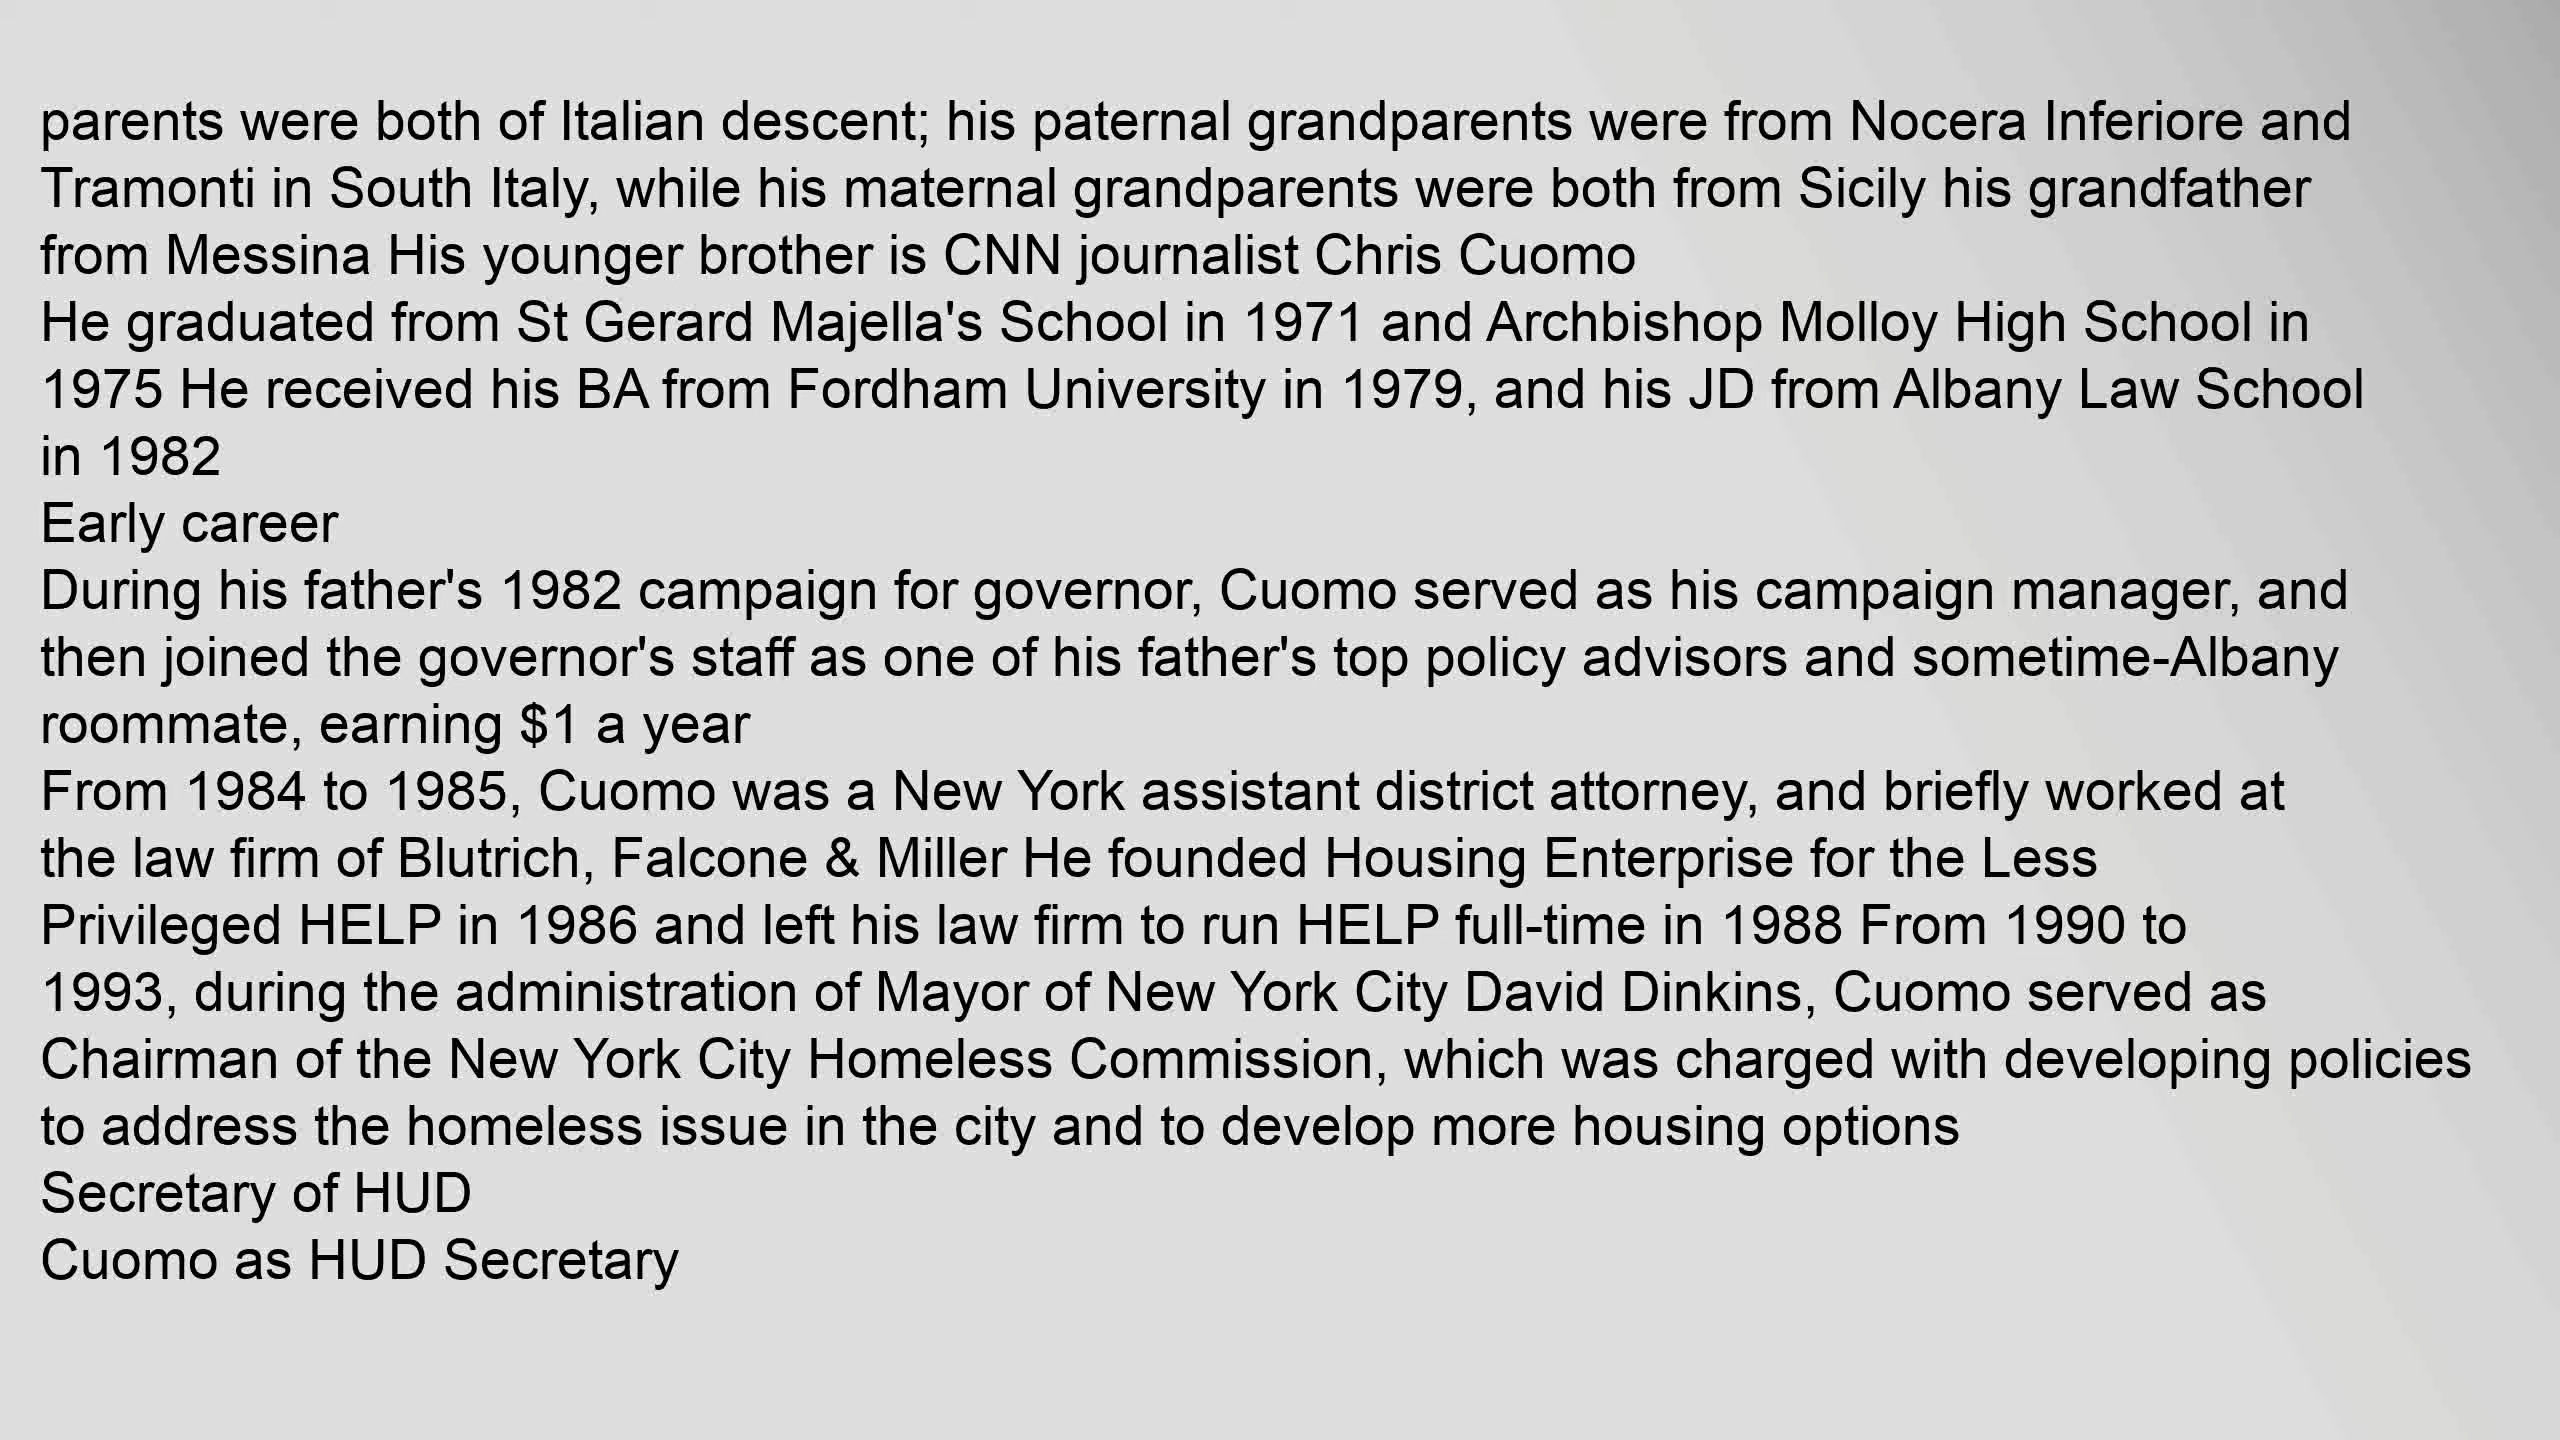 parents were both of Italian descent; his paternal grandparents were from Nocera Inferiore and
Tramonti in South Italy, while his maternal grandparents were both from Sicily his grandfather
from Messina His younger brother is CNN journalist Chris Cuomo
He graduated from St Gerard Majella's School in 1971 and Archbishop Molloy High School in
1975 He received his BA from Fordham University in 1979, and his JD from Albany Law School
in 1982
Early career
During his father's 1982 campaign for governor, Cuomo served as his campaign manager, and
then joined the governor's staff as one of his father's top policy advisors and sometime-Albany
roommate, earning $1 a year
From 1984 to 1985, Cuomo was a New York assistant district attorney, and briefly worked at
the law firm of Blutrich, Falcone & Miller He founded Housing Enterprise for the Less
Privileged HELP in 1986 and left his law firm to run HELP full-time in 1988 From 1990 to
1993, during the administration of Mayor of New York City David Dinkins, Cuomo served as
Chairman of the New York City Homeless Commission, which was charged with developing policies
to address the homeless issue in the city and to develop more housing options
Secretary of HUD
Cuomo as HUD Secretary